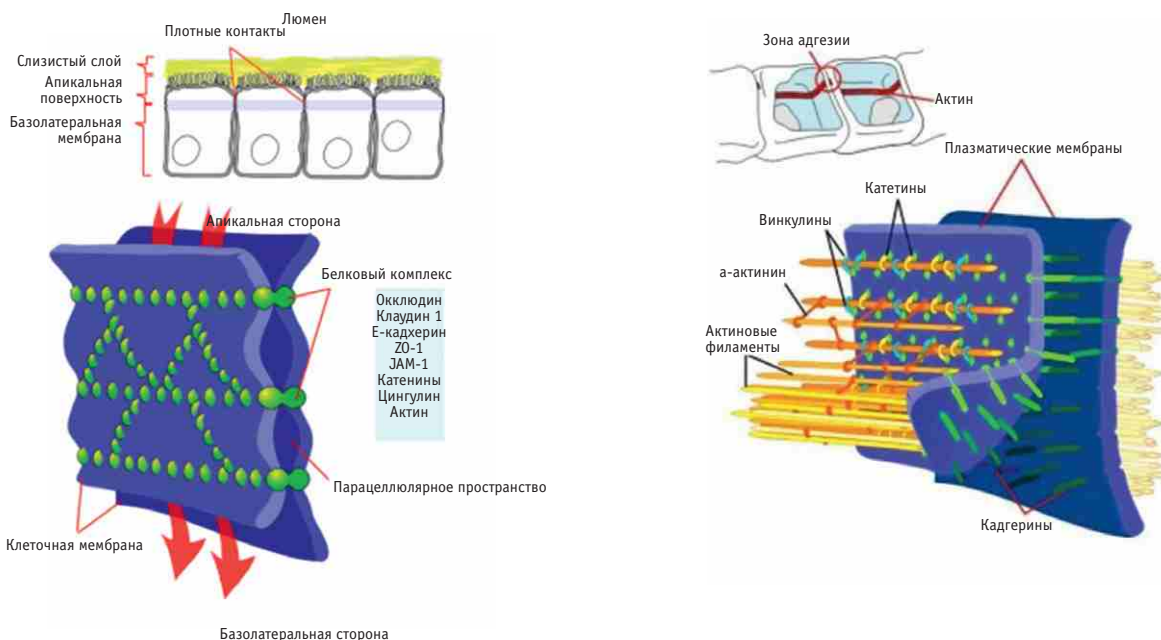 Люмен
Плотные контакты
Слизистый слой
Апикальная
поверхность
Базолатеральная
мембрана
Апикальная сторона
Белковый комплекс
Окклюдин
Клаудин 1
Е-кадхерин
ZO-1
JAM-1
Катенины
Цингулин
Актин
Парацеллюлярное пространство
Клеточная мембрана
Базолатеральная сторона
Зона адгезии
Актин
Плазматические мембраны
Катетины
Винкулины
а-актинин
Актиновые
филаменты
Кадгерины